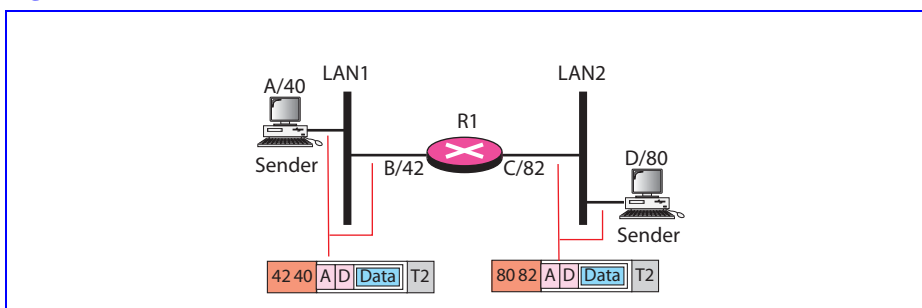 LAN1
LAN2
A/40
R1
D/80
Sender
B/42
C/82
Sender
42 40 A D Data T2
80 82 A D Data T2